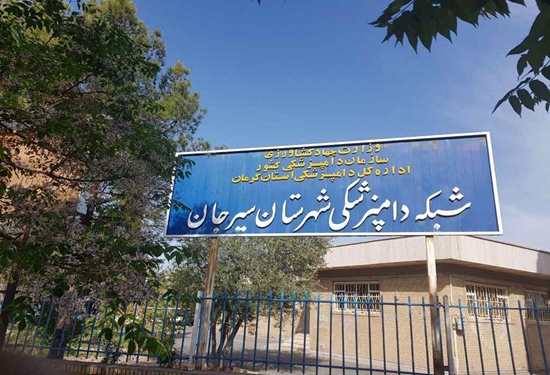 وزارت جهاد کشاورزی
سازمان دامپزشکی کشور
اداره کل دامپزشکی استان کرمان
شبکه دامپزشکی شهرستان سیرجان